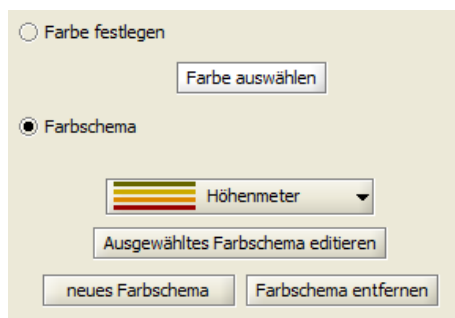 Farbe festlegen
Farbe auswählen
Farbschema
Höhenmeter
Ausgewähltes Farbschema editieren
neues Farbschema Farbschema entfernen